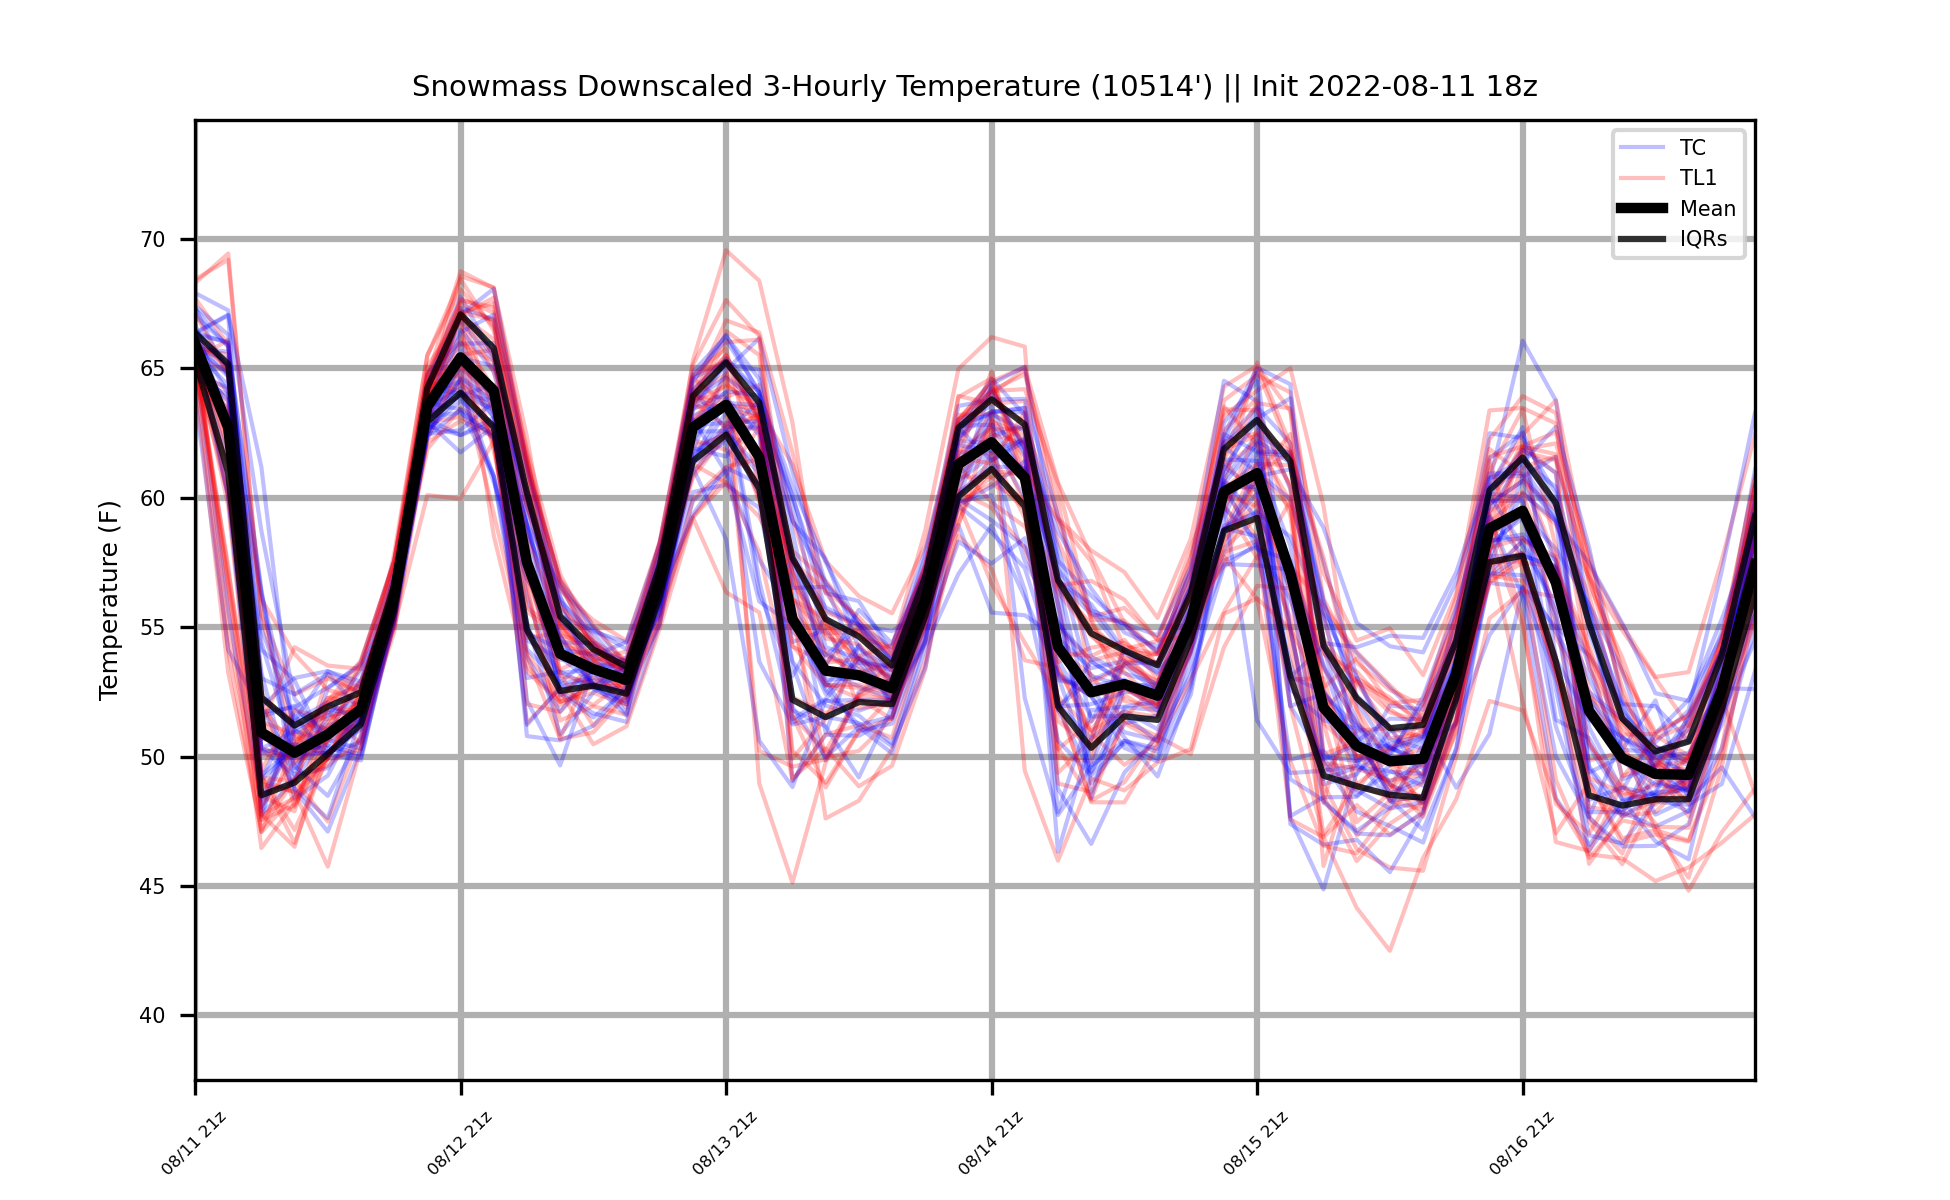 Snowmass Downscaled 3-Hourly Temperature (10514') || Init 2022-08-11 18z
TC
TL1
Mean
IQRs
Temperature (F)
70
65
60
55
50
45
40
08/11 21z
08/12 21z
08/13 21z
08/14 21z
08/15 21z
08/16 21z